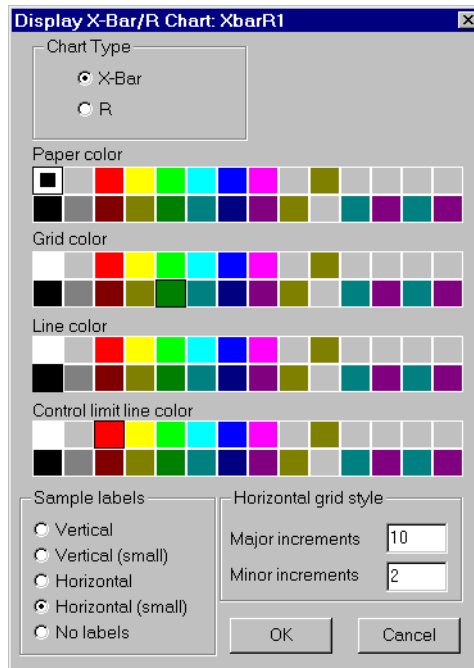 Display X-Bar/R Chart: XbarR1
Chart Type
X-Bar
R
Paper color
Grid color
Line color
Control limit line color
Sample labels
Vertical
Vertical (small)
Horizontal
Horizontal (small)
No labels
Horizontal grid style
Major increments 10
Minor increments 2
OK Cancel